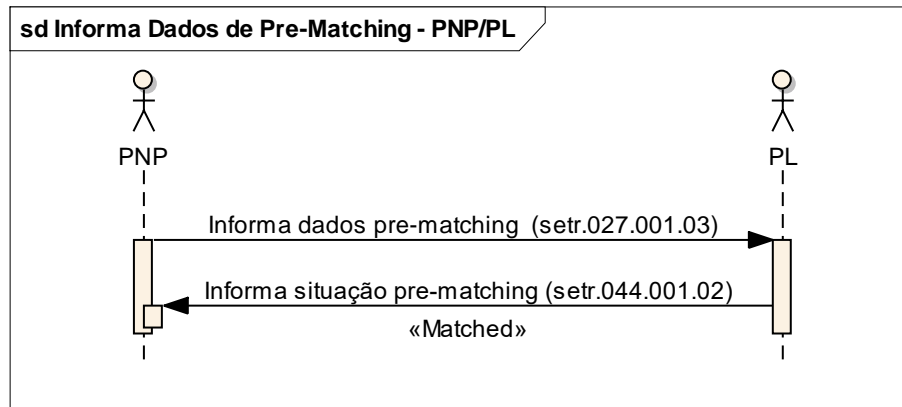 sd Informa Dados de Pre-Matching - PNP/PL
PNP
PL
Informa dados pre-matching  (setr.027.001.03)
Informa situação pre-matching (setr.044.001.02)
«Matched»